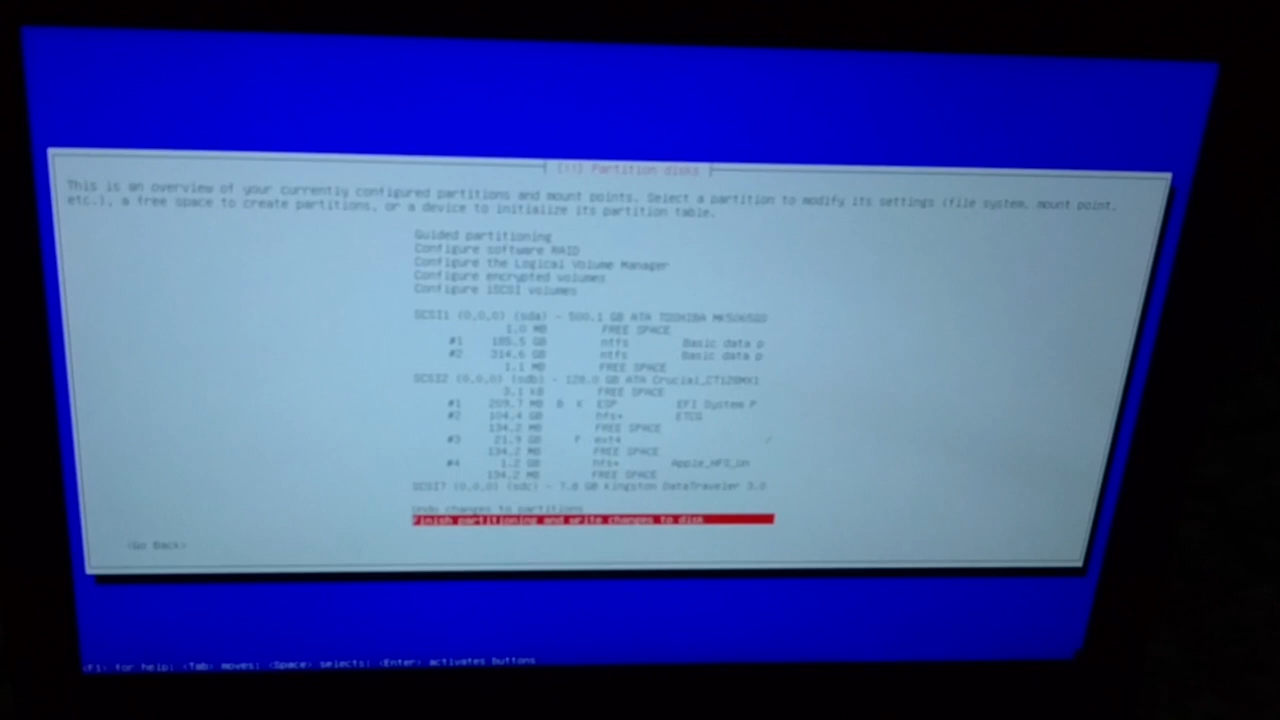 [!!] Partition disks
This is an overview of your currently configured partitions and mount points. Select a partition to modify its settings (file system, mount point,
etc.), a free space to create partitions, or a device to initialize its partition table.
Guided partitioning
Configure software RAID
Configure the Logical Volume Manager
Configure encrypted volumes
Configure iSCSI volumes
SCSI1 (0,0,0) (sda) - 500.1 GB ATA TOSHIBA
1.0 MB FREE SPACE
#1 185.5 GB ntfs Basic data p
#2 314.6 GB ntfs Basic data p
1.1 MB FREE SPACE
SCSI2 (0,0,0) (sdb) - 128.0 GB ATA Crucial_CT128MX1
3.1 kB FREE SPACE
#1 209.7 MB B K ESP EFI System P
#2 104.4 GB hfs+
134.2 MB FREE SPACE
#3 21.9 GB F ext4 /
134.2 MB FREE SPACE
#4 1.2 GB hfs+
134.2 MB FREE SPACE
SCSI7 (0,0,0) (sdc) - 7.8 GB Kingston DataTraveler 3.0
Undo changes to partitions
Finish partitioning and write changes to disk
<Go Back>
<F1> for help; <Tab> moves; <Space> selects; <Enter> activates buttons